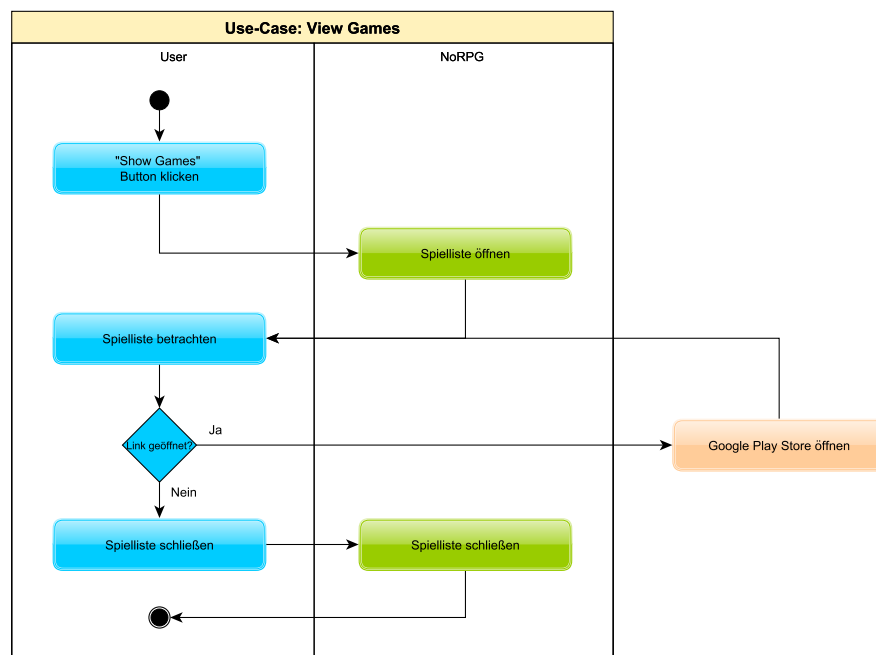 Use-Case: View Games
User
NoRPG
"Show Games"
Button klicken
Spielliste öffnen
Spielliste betrachten
Link geöffnet?
Ja
Google Play Store öffnen
Nein
Spielliste schließen
Spielliste schließen